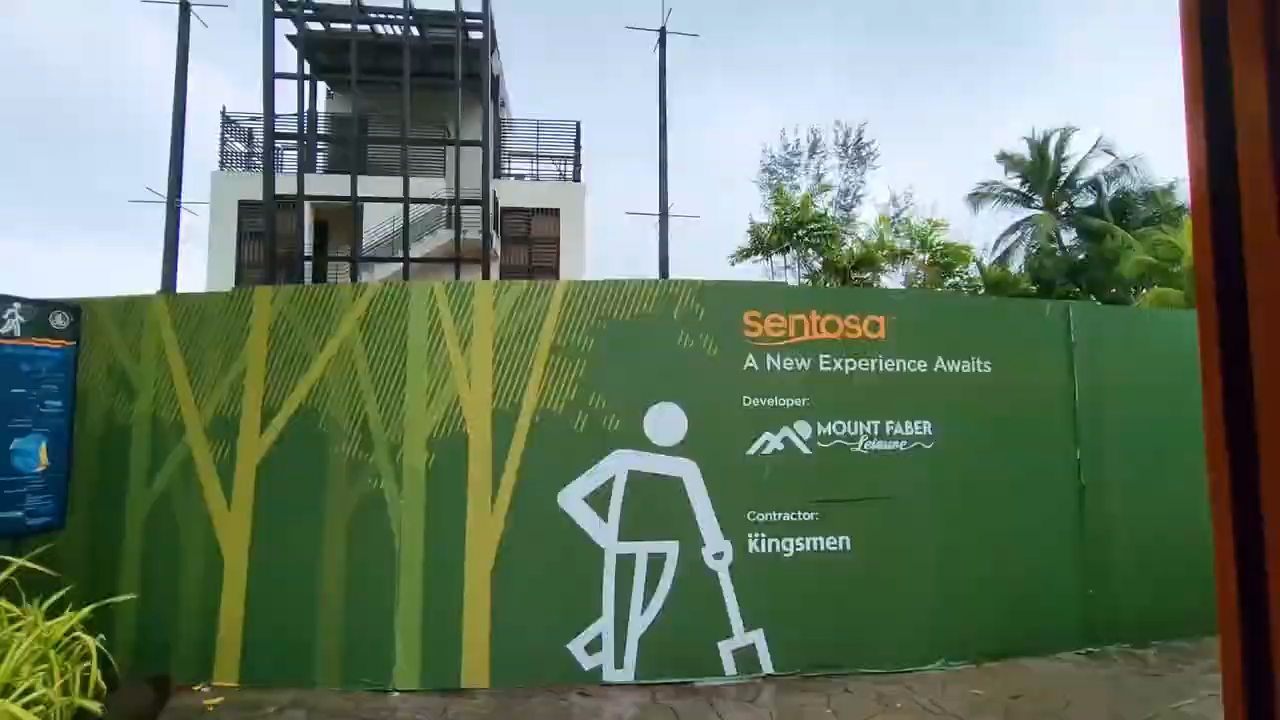 Sentosa
A New Experience Awaits
Developer:
MOUNT FABER
Leisure
Contractor:
Kingsmen